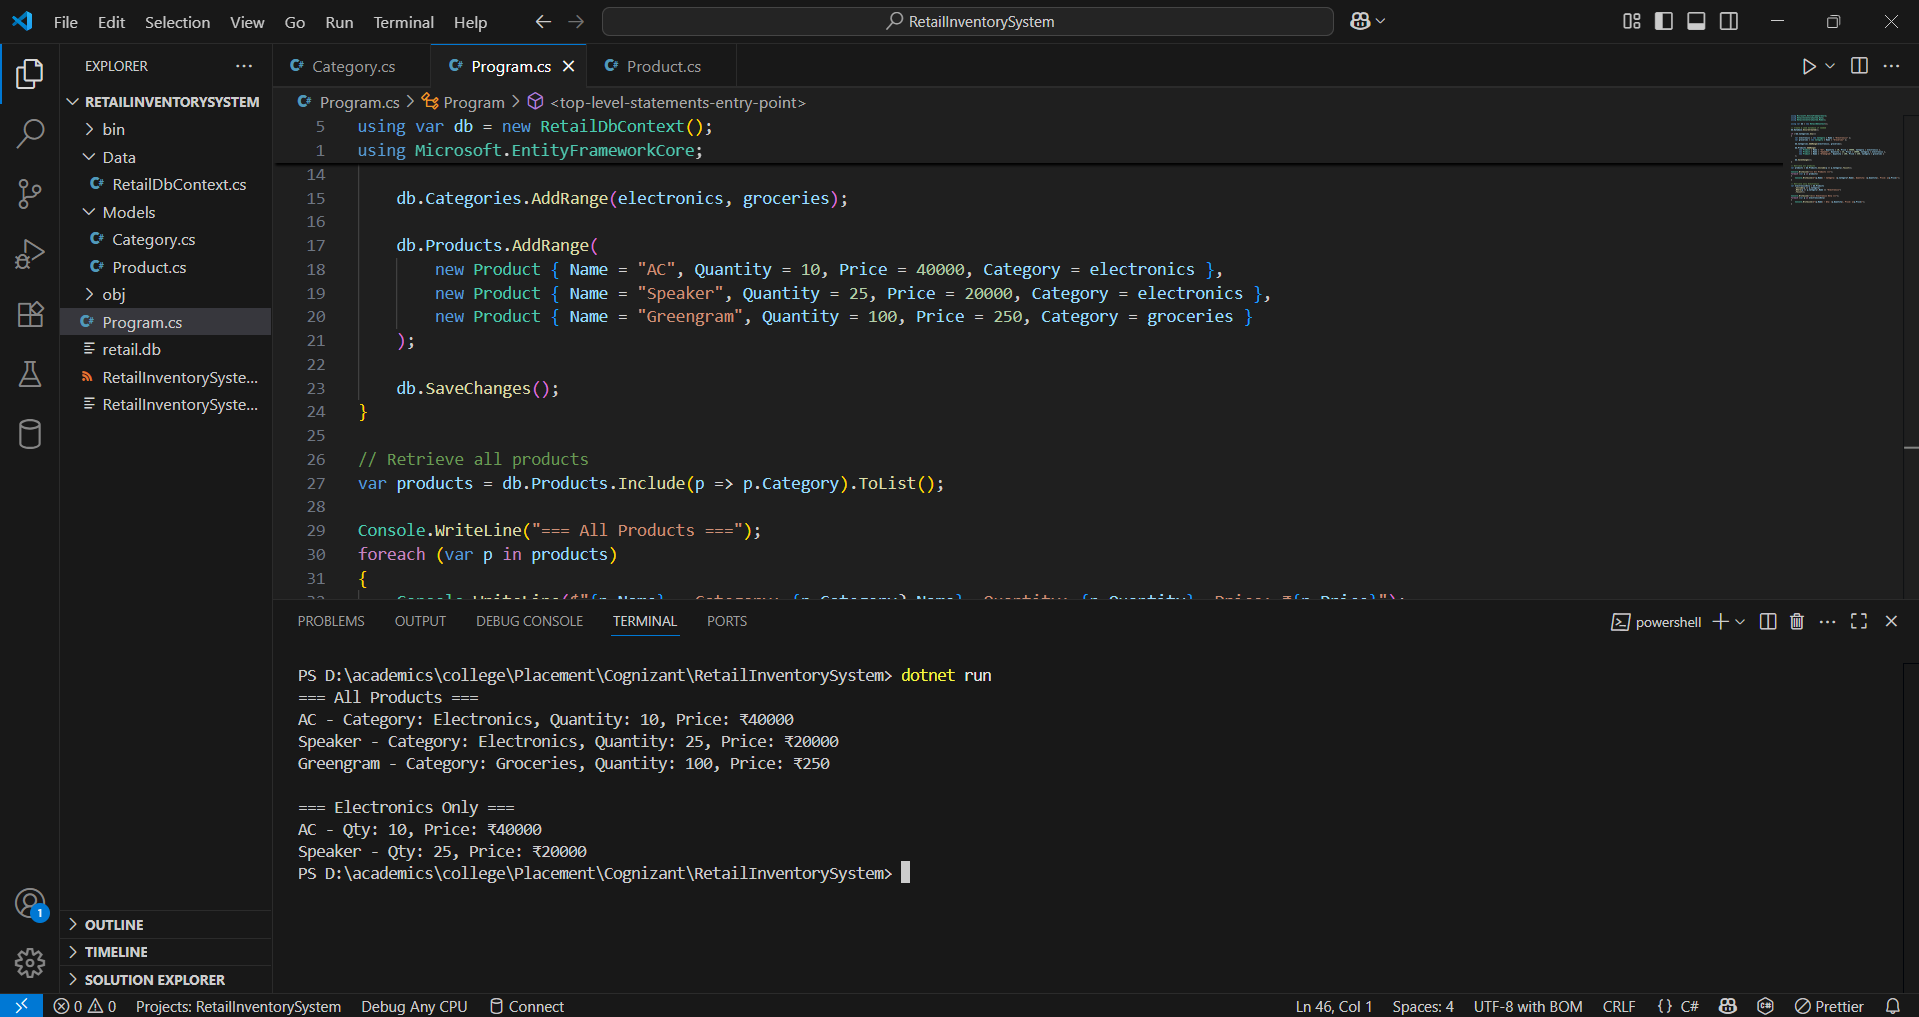 File Edit Selection View Go Run Terminal Help
RetailInventorySystem
EXPLORER
RETAILINVENTORYSYSTEM
bin
Data
RetailDbContext.cs
Models
Category.cs
Product.cs
obj
Program.cs
retail.db
RetailInventorySyste...
RetailInventorySyste...
OUTLINE
TIMELINE
SOLUTION EXPLORER
Category.cs Program.cs Product.cs
Program.cs > Program > <top-level-statements-entry-point>
5 using var db = new RetailDbContext();
1 using Microsoft.EntityFrameworkCore;
14
15 db.Categories.AddRange(electronics, groceries);
16
17 db.Products.AddRange(
18 new Product { Name = "AC", Quantity = 10, Price = 40000, Category = electronics },
19 new Product { Name = "Speaker", Quantity = 25, Price = 20000, Category = electronics },
20 new Product { Name = "Greengram", Quantity = 100, Price = 250, Category = groceries }
21 );
22
23 db.SaveChanges();
24 }
25
26 // Retrieve all products
27 var products = db.Products.Include(p => p.Category).ToList();
28
29 Console.WriteLine("=== All Products ===");
30 foreach (var p in products)
31 {
PROBLEMS OUTPUT DEBUG CONSOLE TERMINAL PORTS
powershell
PS D:\academics\college\Placement\Cognizant\RetailInventorySystem> dotnet run
=== All Products ===
AC - Category: Electronics, Quantity: 10, Price: ₹40000
Speaker - Category: Electronics, Quantity: 25, Price: ₹20000
Greengram - Category: Groceries, Quantity: 100, Price: ₹250
=== Electronics Only ===
AC - Qty: 10, Price: ₹40000
Speaker - Qty: 25, Price: ₹20000
PS D:\academics\college\Placement\Cognizant\RetailInventorySystem>
1
0 0 Projects: RetailInventorySystem Debug Any CPU Connect Ln 46, Col 1 Spaces: 4 UTF-8 with BOM CRLF {} C# Prettier